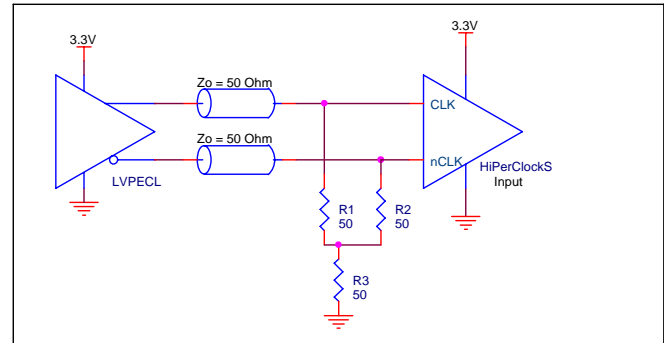 3.3V
3.3V
Zo = 50 Ohm
CLK
Zo = 50 Ohm
nCLK
LVPECL
HiPerClockS
Input
R1
50
R2
50
R3
50